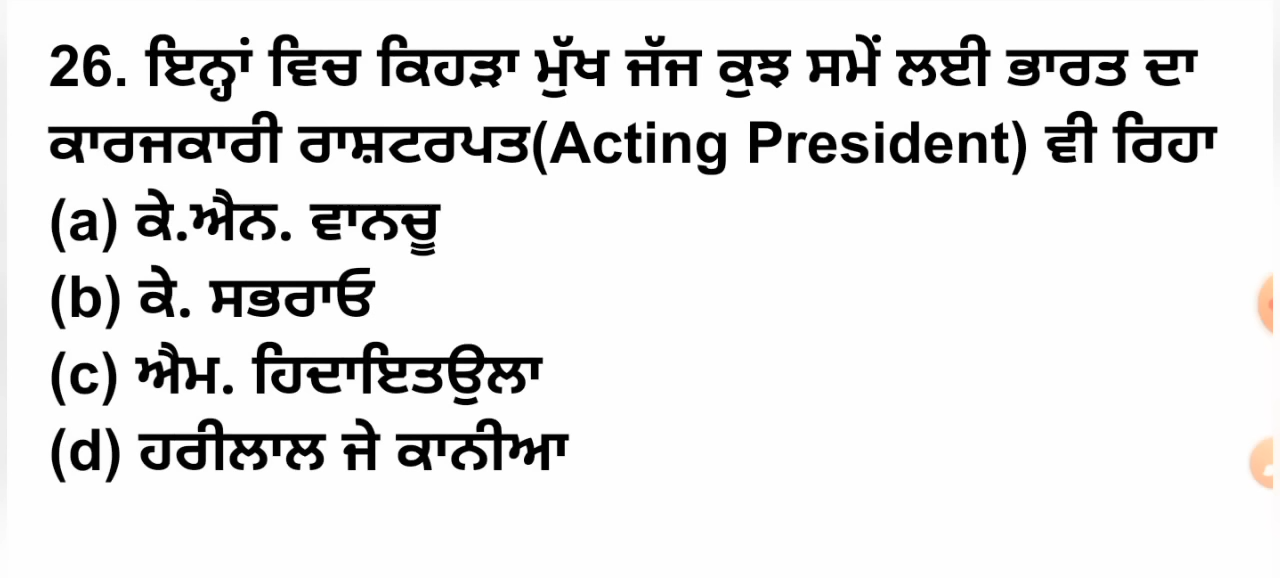 26. ਇਨ੍ਹਾਂ ਵਿਚ ਕਿਹੜਾ ਮੁੱਖ ਜੱਜ ਕੁਝ ਸਮੇਂ ਲਈ ਭਾਰਤ ਦਾ
ਕਾਰਜਕਾਰੀ ਰਾਸ਼ਟਰਪਤ(Acting President) ਵੀ ਰਿਹਾ
(a) ਕੇ.ਐਨ. ਵਾਨਚੂ
(b) ਕੇ. ਸਭਰਾਓ
(c) ਐਮ. ਹਿਦਾਇਤਉਲਾ
(d) ਹਰੀਲਾਲ ਜੇ ਕਾਨੀਆ